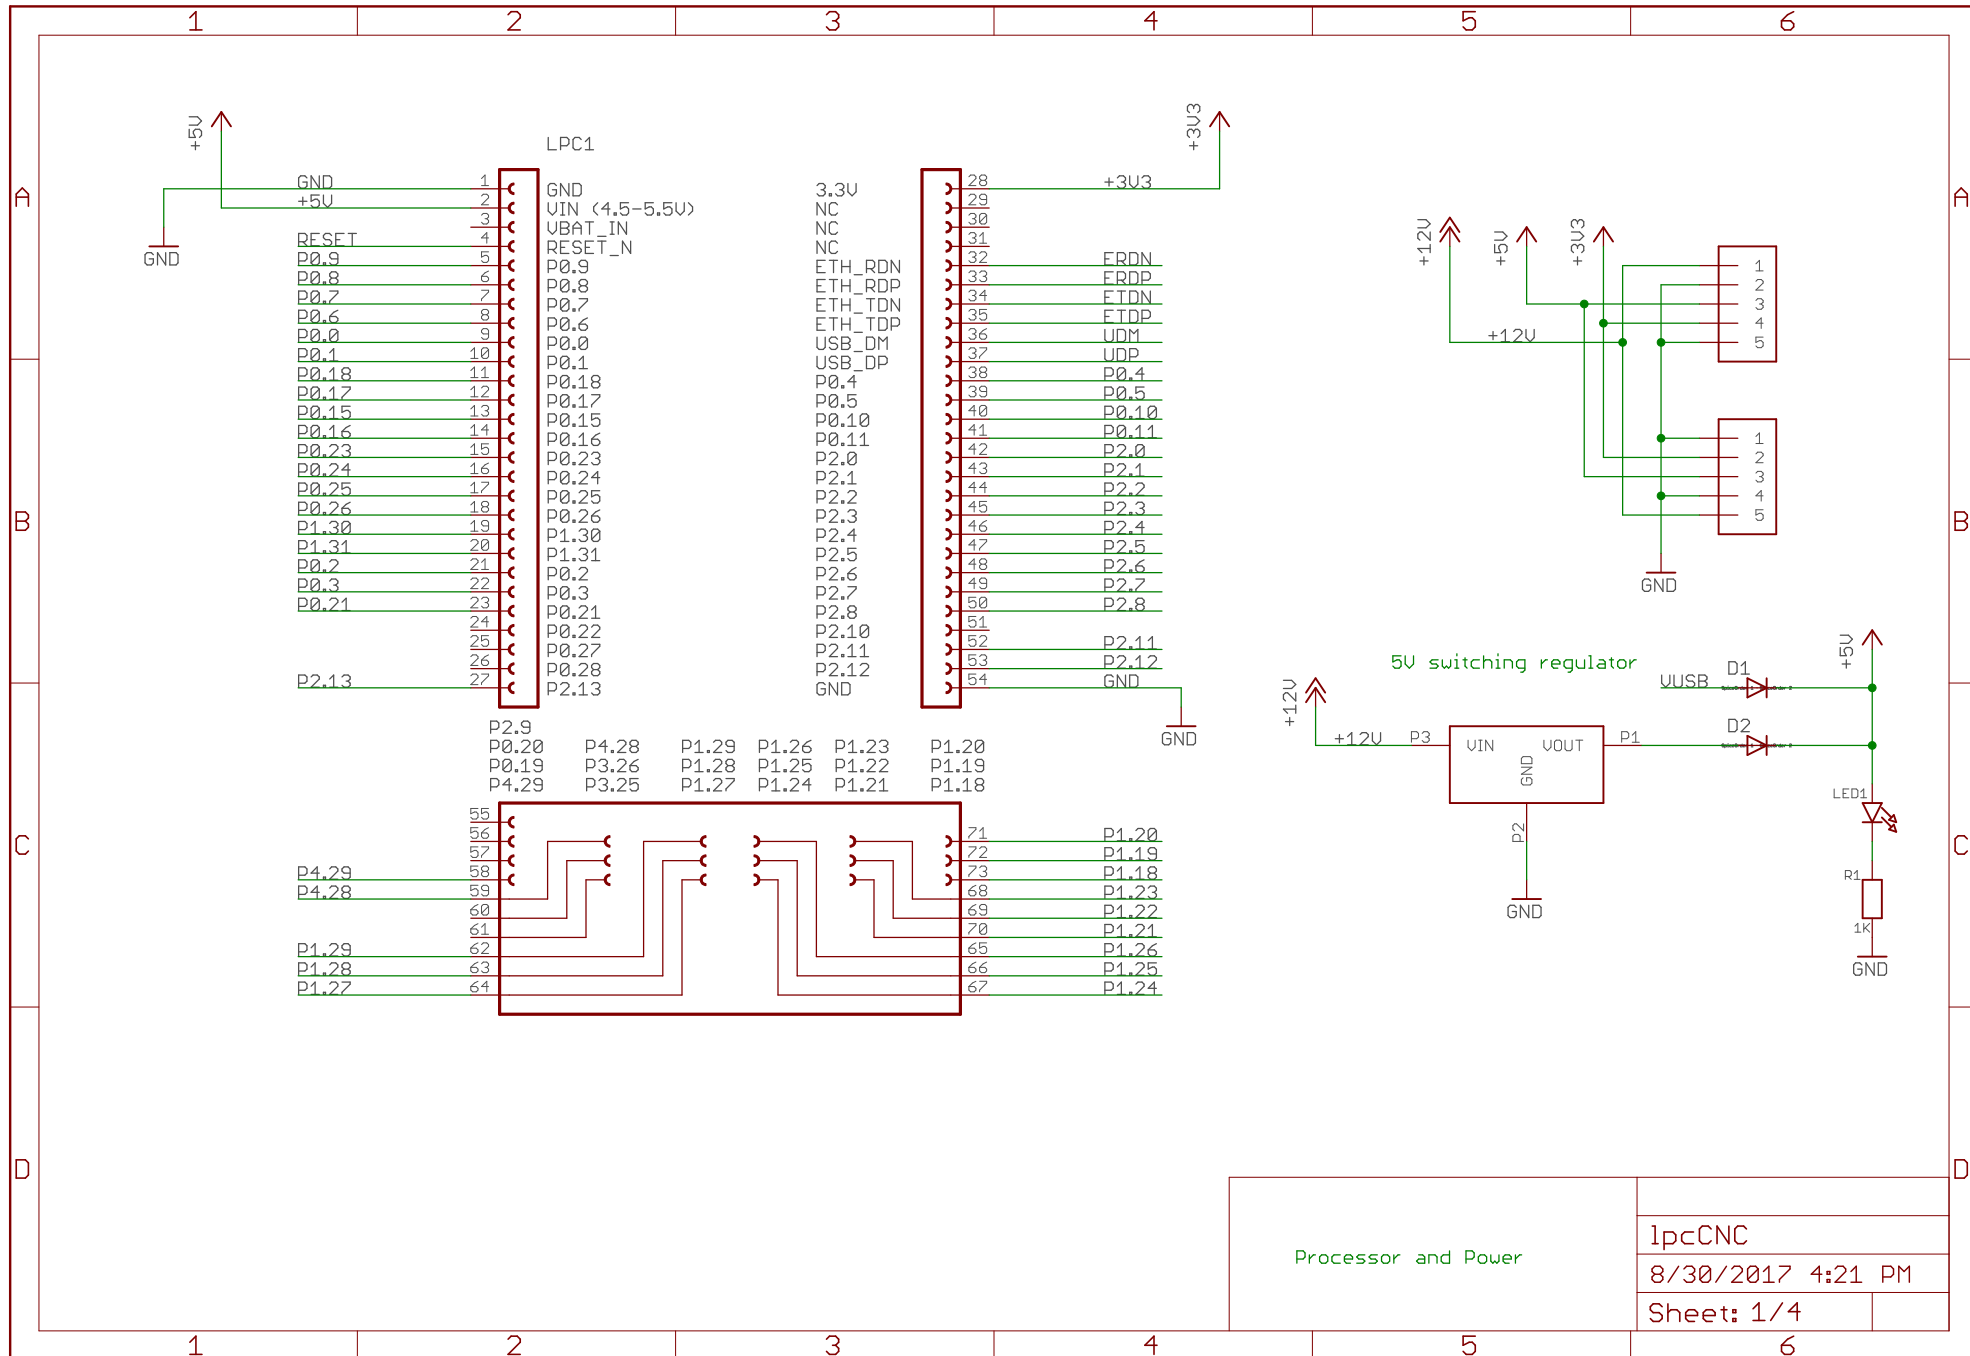 1 2 3 4 5 6
A A
B B
C C
D D
+5V
GND
LPC1
+3V3
GND 1 GND
+5V 2 VIN (4.5-5.5V)
3 VBAT_IN
RESET 4 RESET_N
P0.9 5 P0.9
P0.8 6 P0.8
P0.7 7 P0.7
P0.6 8 P0.6
P0.0 9 P0.0
P0.1 10 P0.1
P0.18 11 P0.18
P0.17 12 P0.17
P0.15 13 P0.15
P0.16 14 P0.16
P0.23 15 P0.23
P0.24 16 P0.24
P0.25 17 P0.25
P0.26 18 P0.26
P1.30 19 P1.30
P1.31 20 P1.31
P0.2 21 P0.2
P0.3 22 P0.3
P0.21 23 P0.21
24 P0.22
25 P0.27
26 P0.28
P2.13 27 P2.13
3.3V 28 +3V3
NC 29
NC 30
NC 31
ETH_RDN 32 ERDN
ETH_RDP 33 ERDP
ETH_TDN 34 ETDN
ETH_TDP 35 ETDP
USB_DM 36 UDM
USB_DP 37 UDP
P0.4 38 P0.4
P0.5 39 P0.5
P0.10 40 P0.10
P0.11 41 P0.11
P2.0 42 P2.0
P2.1 43 P2.1
P2.2 44 P2.2
P2.3 45 P2.3
P2.4 46 P2.4
P2.5 47 P2.5
P2.6 48 P2.6
P2.7 49 P2.7
P2.8 50 P2.8
P2.10 51
P2.11 52 P2.11
P2.12 53 P2.12
GND 54 GND
GND
P2.9
P0.20 P4.28 P1.29 P1.26 P1.23 P1.20
P0.19 P3.26 P1.28 P1.25 P1.22 P1.19
P4.29 P3.25 P1.27 P1.24 P1.21 P1.18
55
56 71 P1.20
57 72 P1.19
P4.29 58 73 P1.18
P4.28 59 68 P1.23
60 69 P1.22
61 70 P1.21
P1.29 62 65 P1.26
P1.28 63 66 P1.25
P1.27 64 67 P1.24
+12V +5V +3V3
+12V
1
2
3
4
5
1
2
3
4
5
GND
5V switching regulator
+5V
VUSB D1
+12V
+12V P3 VIN VOUT P1 D2
GND
P2
GND
LED1
R1
1K
GND
Processor and Power
lpcCNC
8/30/2017 4:21 PM
Sheet: 1/4
1 2 3 4 5 6